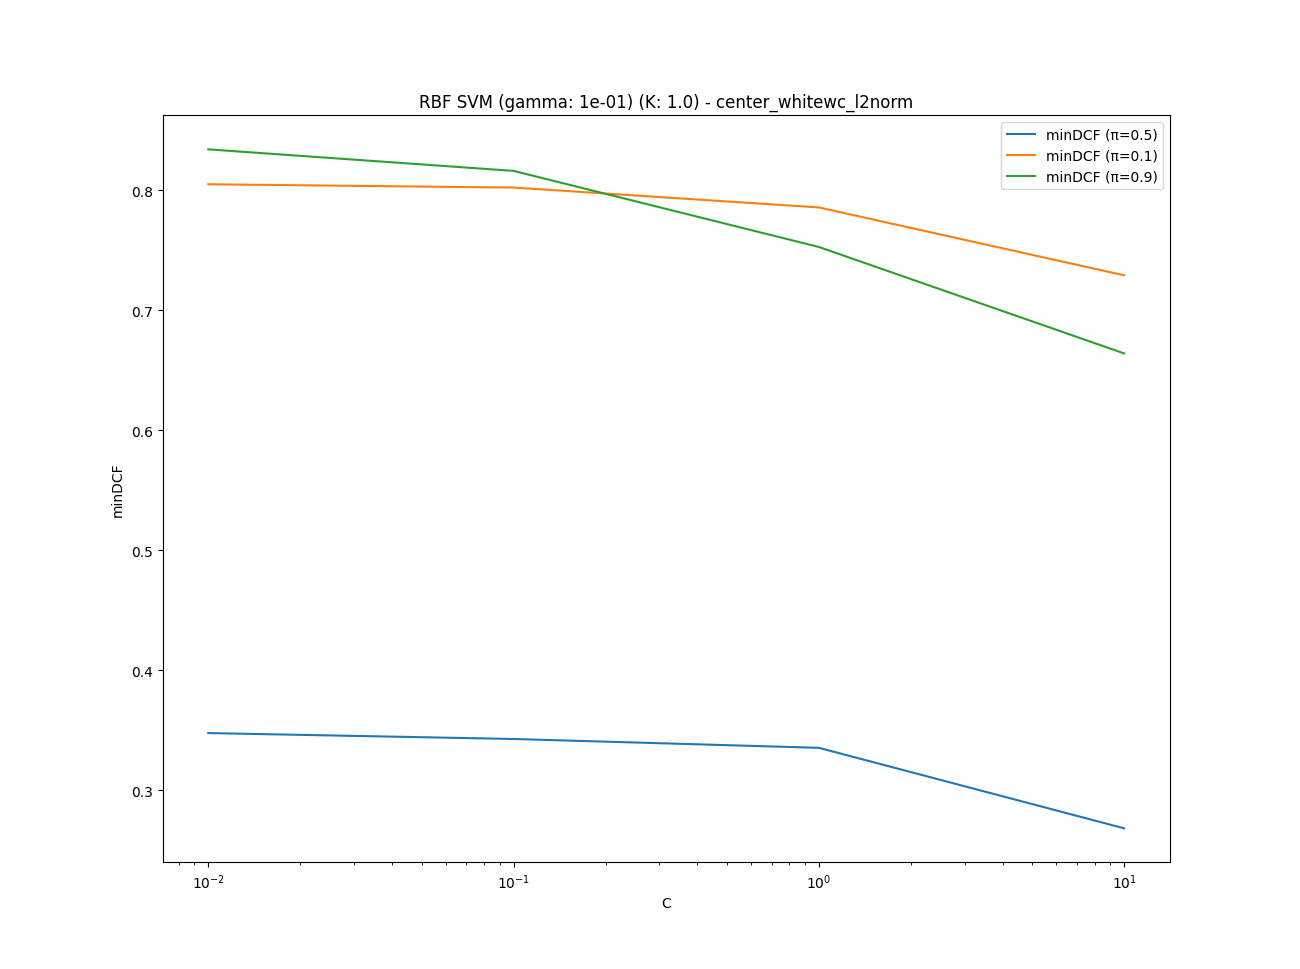 RBF SVM (gamma: 1e-01) (K: 1.0) - center_whitewc_l2norm
minDCF (π=0.5)
minDCF (π=0.1)
minDCF (π=0.9)
0.8
0.7
0.6
0.5
0.4
0.3
minDCF
10⁻² 10⁻¹ 10⁰ 10¹
C